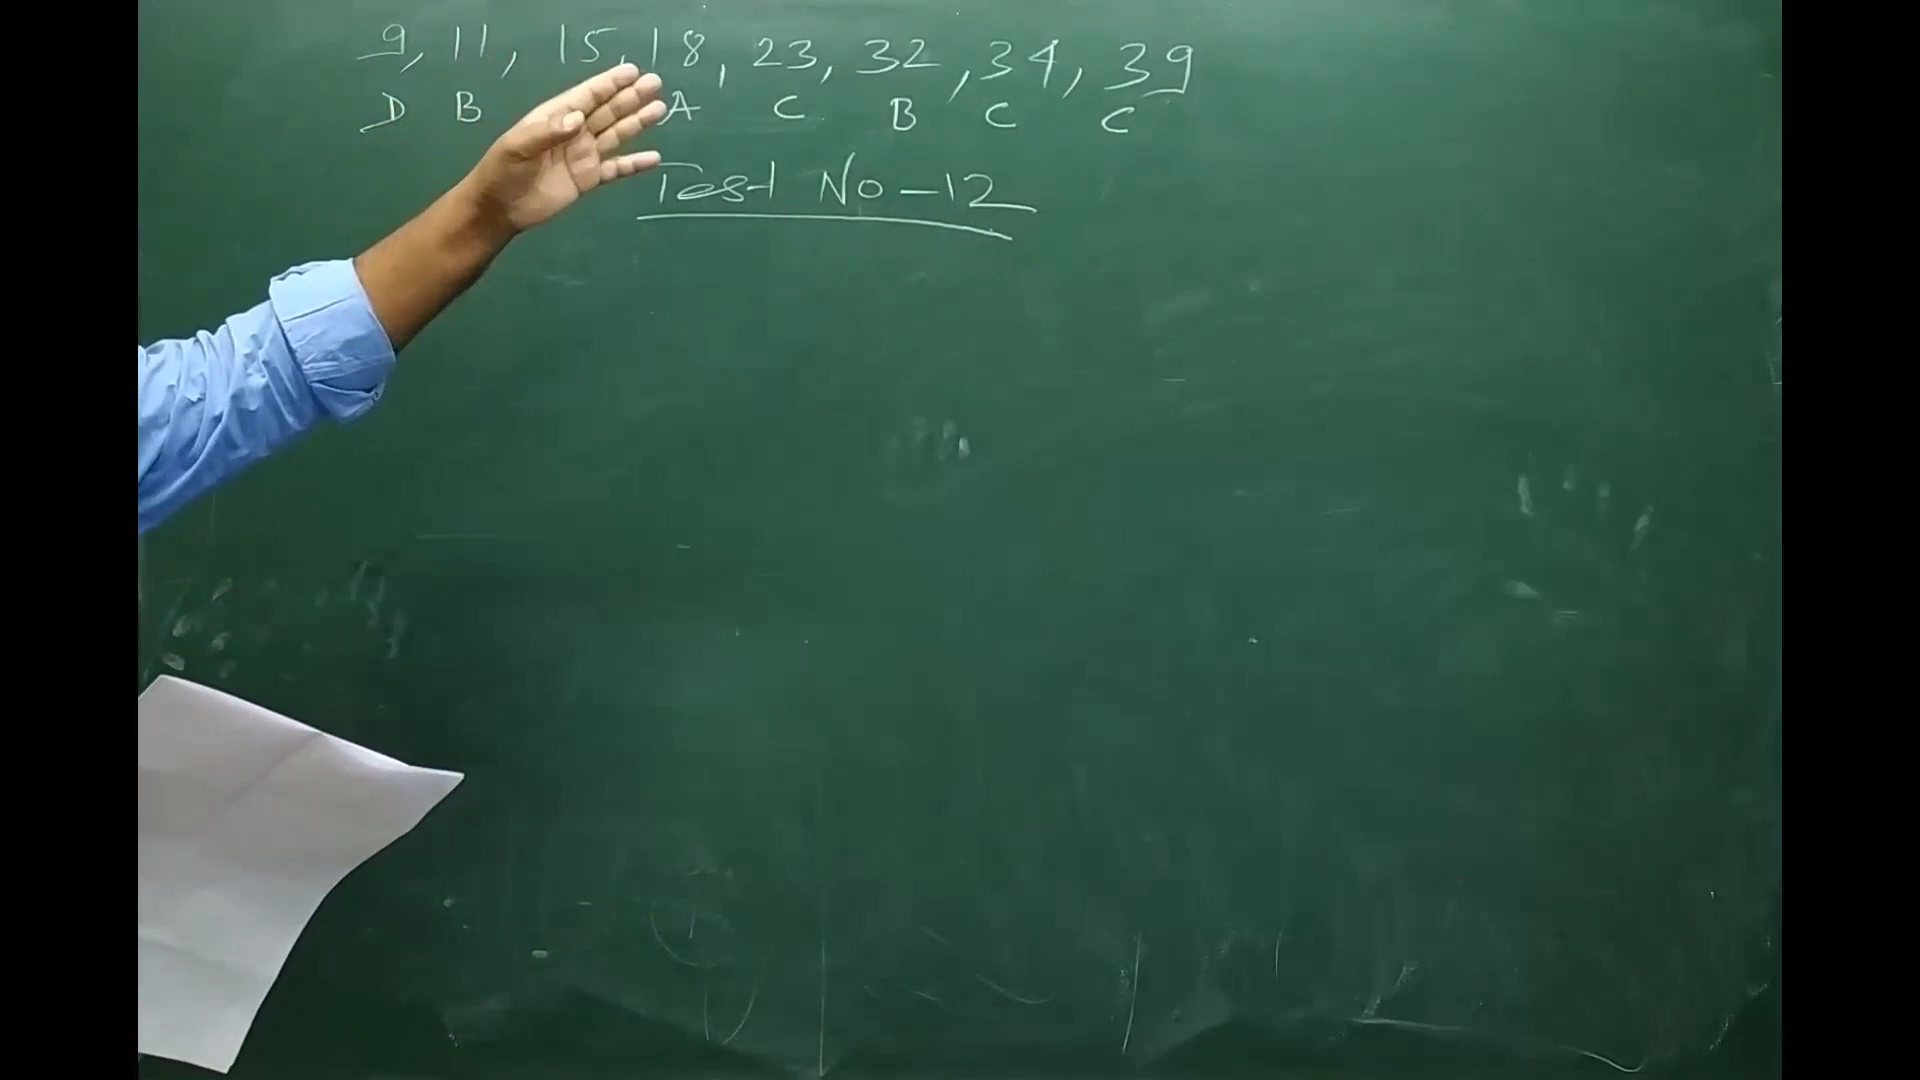 9, 11, 15, 18, 23, 32, 34, 39
D B A C B C C
Test No-12